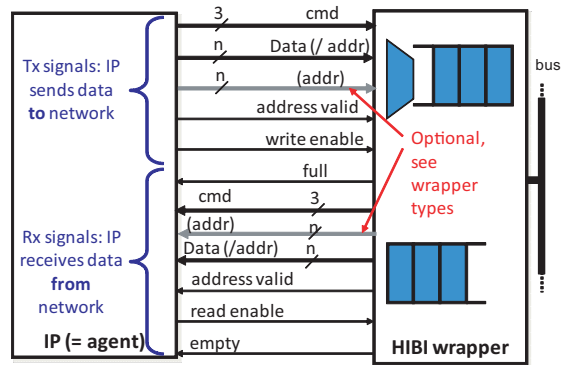 3 cmd
n Data (/ addr)
n (addr)
address valid
write enable
full
cmd 3
(addr) n
Data (/addr) n
address valid
read enable
empty
Tx signals: IP
sends data
to network
Rx signals: IP
receives data
from
network
IP (= agent)
Optional,
see
wrapper
types
HIBI wrapper
bus